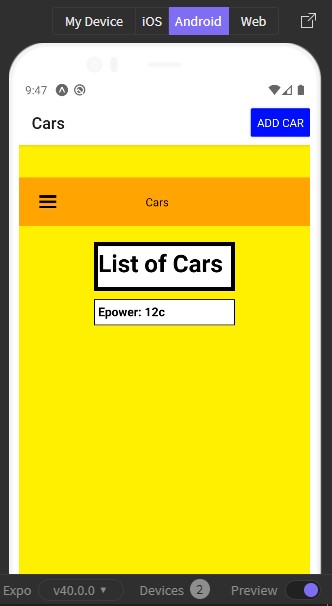 My Device iOS Android Web
9:47
Cars ADD CAR
Cars
List of Cars
Epower: 12c
Expo v40.0.0 Devices 2 Preview